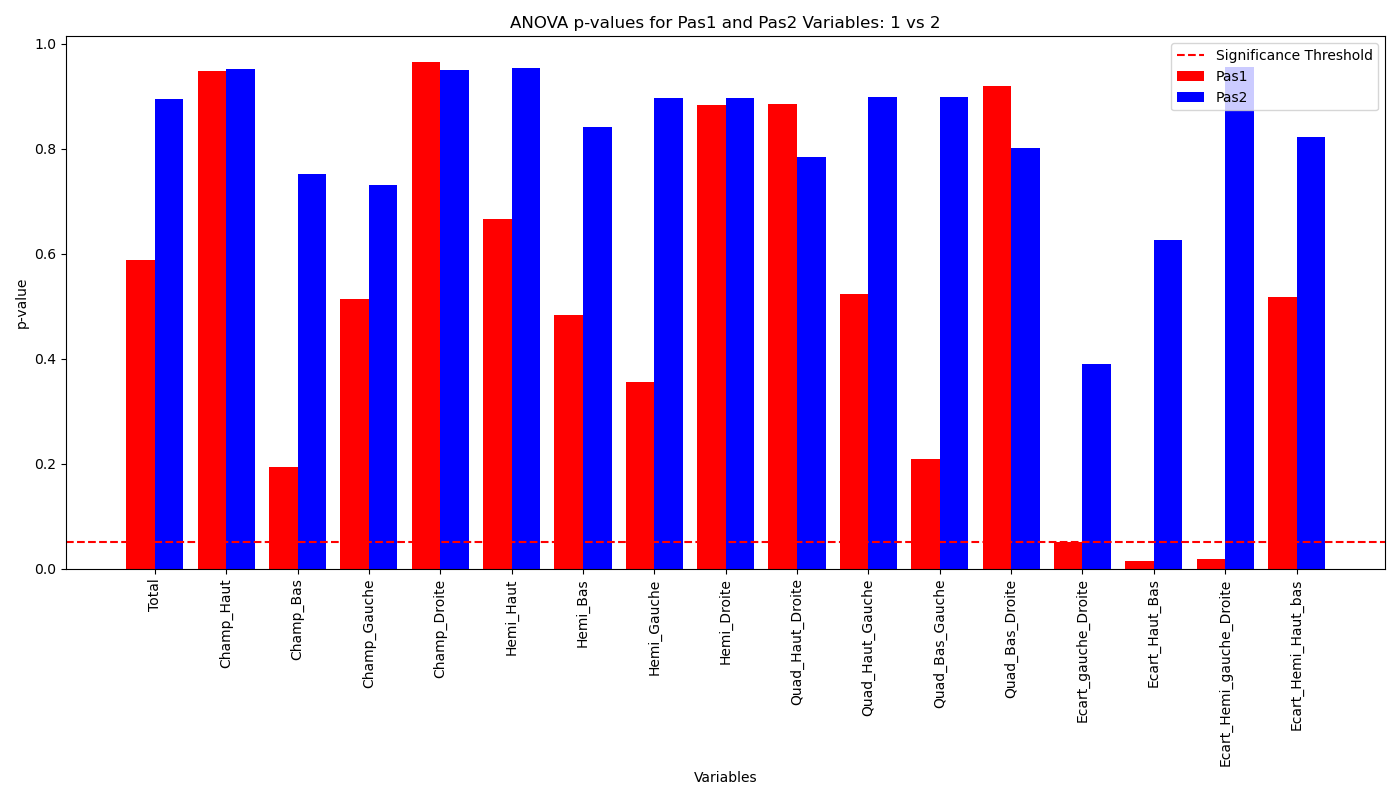 ANOVA p-values for Pas1 and Pas2 Variables: 1 vs 2
Significance Threshold
Pas1
Pas2
p-value
1.0
0.8
0.6
0.4
0.2
0.0
Total
Champ_Haut
Champ_Bas
Champ_Gauche
Champ_Droite
Hemi_Haut
Hemi_Bas
Hemi_Gauche
Hemi_Droite
Quad_Haut_Droite
Quad_Haut_Gauche
Quad_Bas_Gauche
Quad_Bas_Droite
Ecart_gauche_Droite
Ecart_Haut_Bas
Ecart_Hemi_gauche_Droite
Ecart_Hemi_Haut_bas
Variables